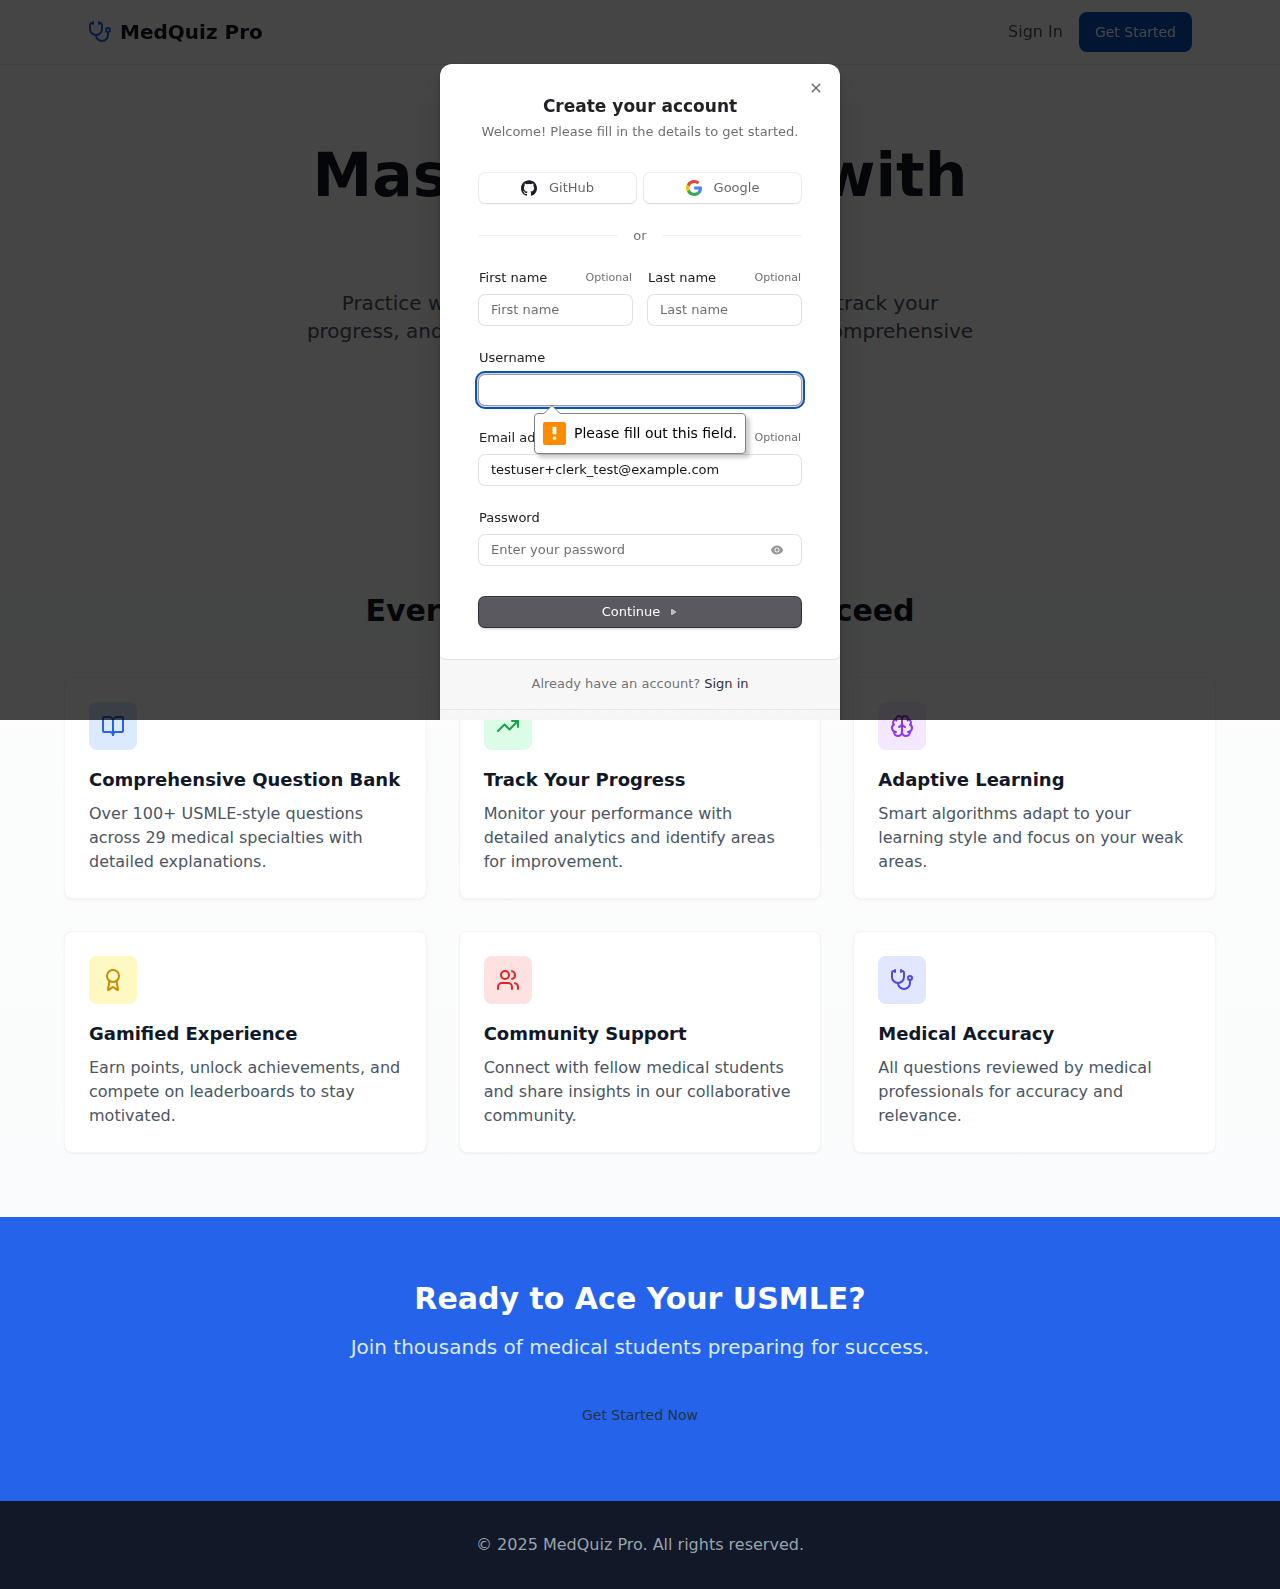 MedQuiz Pro
Sign In
Get Started
Create your account
Welcome! Please fill in the details to get started.
GitHub
Google
or
First name
Optional
Last name
Optional
First name
Last name
Username
Please fill out this field.
Email ad
Optional
testuser+clerk_test@example.com
Password
Enter your password
Continue
Already have an account? Sign in
Mas
with
Practice w
track your
progress, and
omprehensive
Ever
ceed
Comprehensive Question Bank
Over 100+ USMLE-style questions
across 29 medical specialties with
detailed explanations.
Track Your Progress
Monitor your performance with
detailed analytics and identify areas
for improvement.
Adaptive Learning
Smart algorithms adapt to your
learning style and focus on your weak
areas.
Gamified Experience
Earn points, unlock achievements, and
compete on leaderboards to stay
motivated.
Community Support
Connect with fellow medical students
and share insights in our collaborative
community.
Medical Accuracy
All questions reviewed by medical
professionals for accuracy and
relevance.
Ready to Ace Your USMLE?
Join thousands of medical students preparing for success.
Get Started Now
© 2025 MedQuiz Pro. All rights reserved.